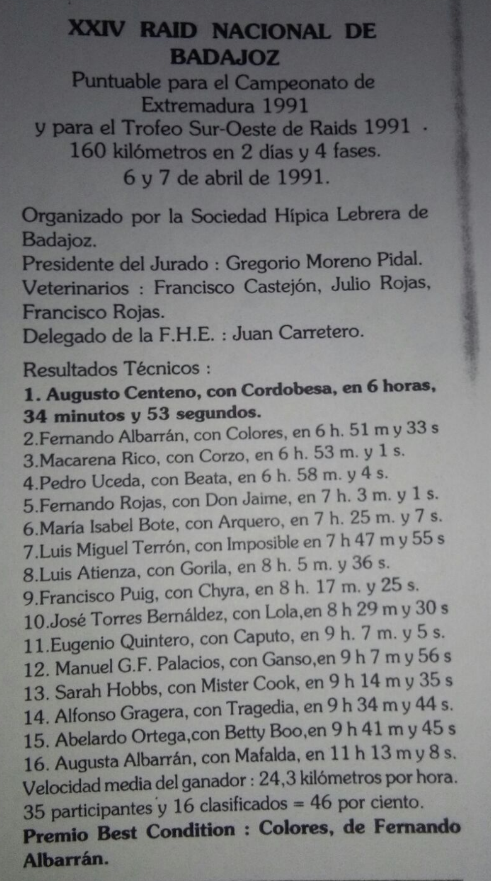 XXIV RAID NACIONAL DE
BADAJOZ
Puntuable para el Campeonato de
Extremadura 1991
y para el Trofeo Sur-Oeste de Raids 1991 .
160 kilómetros en 2 días y 4 fases.
6 y 7 de abril de 1991.
Organizado por la Sociedad Hípica Lebrera de
Badajoz.
Presidente del Jurado : Gregorio Moreno Pidal.
Veterinarios : Francisco Castejón, Julio Rojas,
Francisco Rojas.
Delegado de la F.H.E. : Juan Carretero.
Resultados Técnicos :
1. Augusto Centeno, con Cordobesa, en 6 horas,
34 minutos y 53 segundos.
2.Fernando Albarrán, con Colores, en 6 h. 51 m y 33 s
3.Macarena Rico, con Corzo, en 6 h. 53 m. y 1 s.
4.Pedro Uceda, con Beata, en 6 h. 58 m. y 4 s.
5.Fernando Rojas, con Don Jaime, en 7 h. 3 m. y 1 s.
6.María Isabel Bote, con Arquero, en 7 h. 25 m. y 7 s.
7.Luis Miguel Terrón, con Imposible en 7 h 47 m y 55 s
8.Luis Atienza, con Gorila, en 8 h. 5 m. y 36 s.
9.Francisco Puig, con Chyra, en 8 h. 17 m. y 25 s.
10.José Torres Bernáldez, con Lola,en 8 h 29 m y 30 s
11.Eugenio Quintero, con Caputo, en 9 h. 7 m. y 5 s.
12. Manuel G.F. Palacios, con Ganso,en 9 h 7 m y 56 s
13. Sarah Hobbs, con Mister Cook, en 9 h 14 m y 35 s
14. Alfonso Gragera, con Tragedia, en 9 h 34 m y 44 s.
15. Abelardo Ortega,con Betty Boo,en 9 h 41 m y 45 s
16. Augusta Albarrán, con Mafalda, en 11 h 13 m y 8 s.
Velocidad media del ganador : 24,3 kilómetros por hora.
35 participantes y 16 clasificados = 46 por ciento.
Premio Best Condition : Colores, de Fernando
Albarrán.